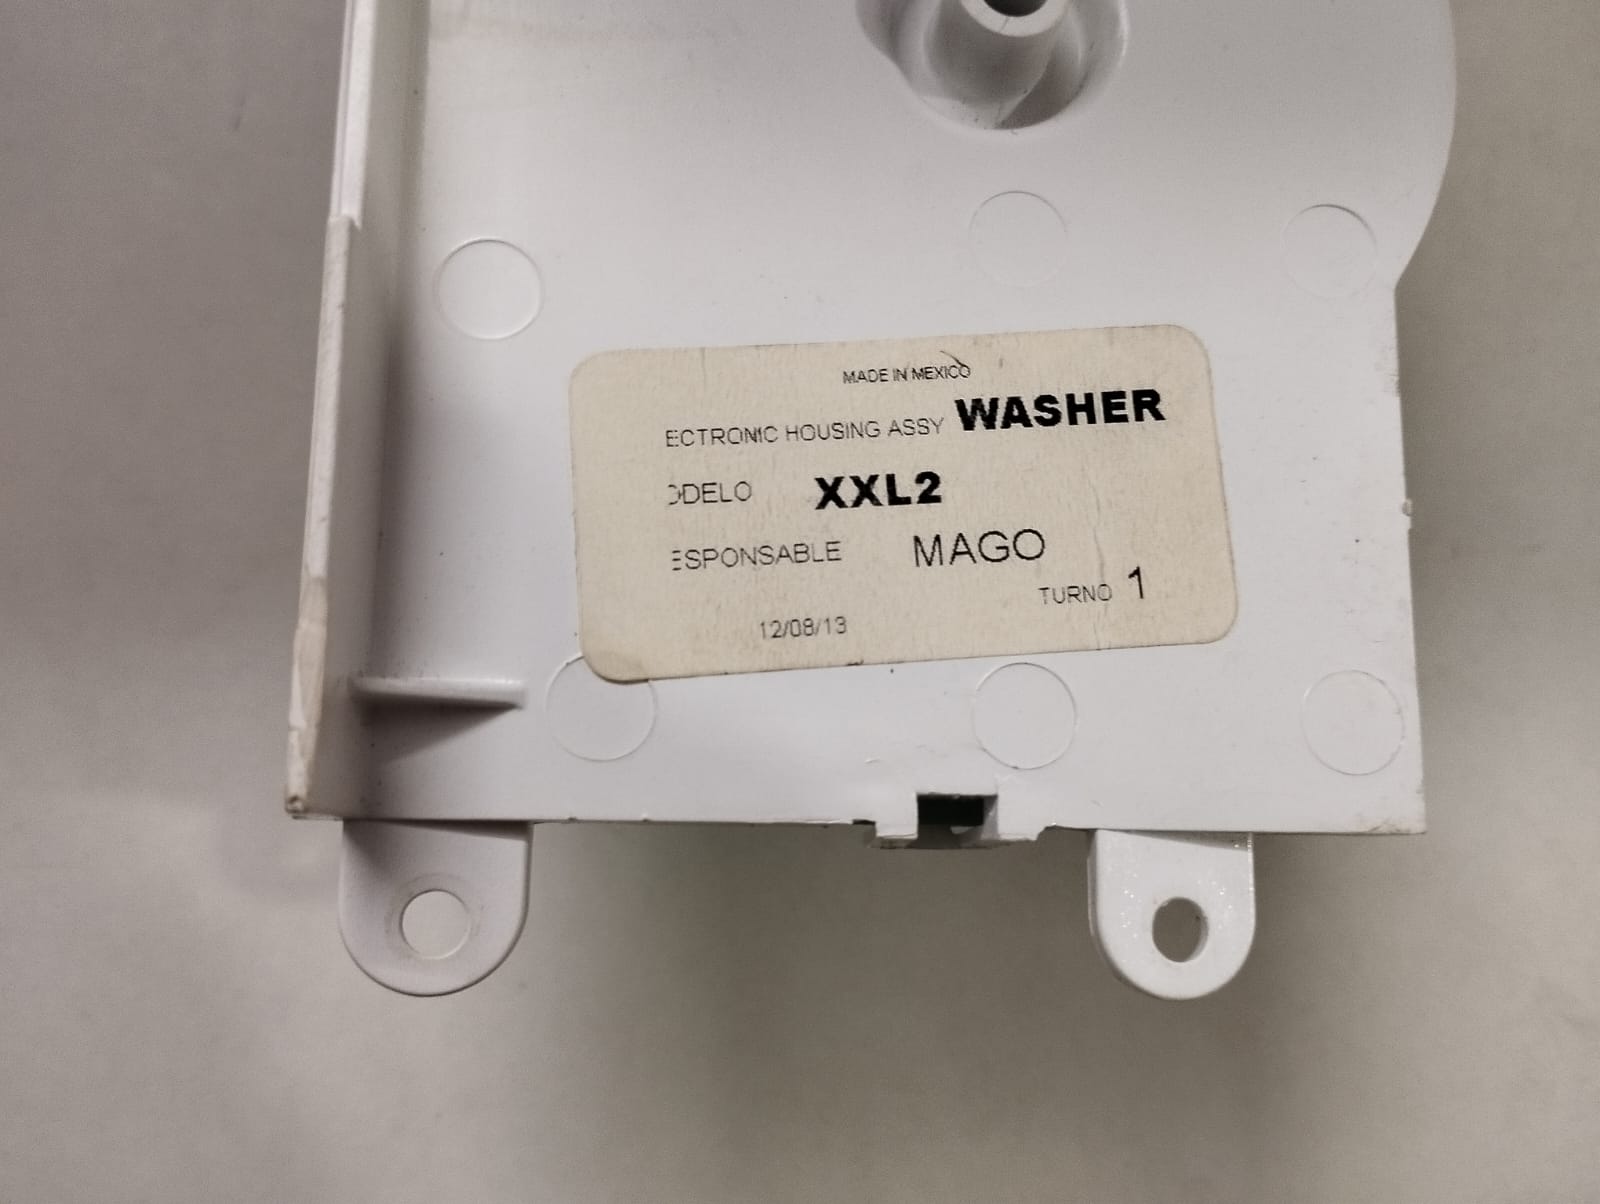 MADE IN MEXICO
ECTRONIC HOUSING ASSY WASHER
ODELO XXL2
ESPONSABLE MAGO
TURNO 1
12/08/13